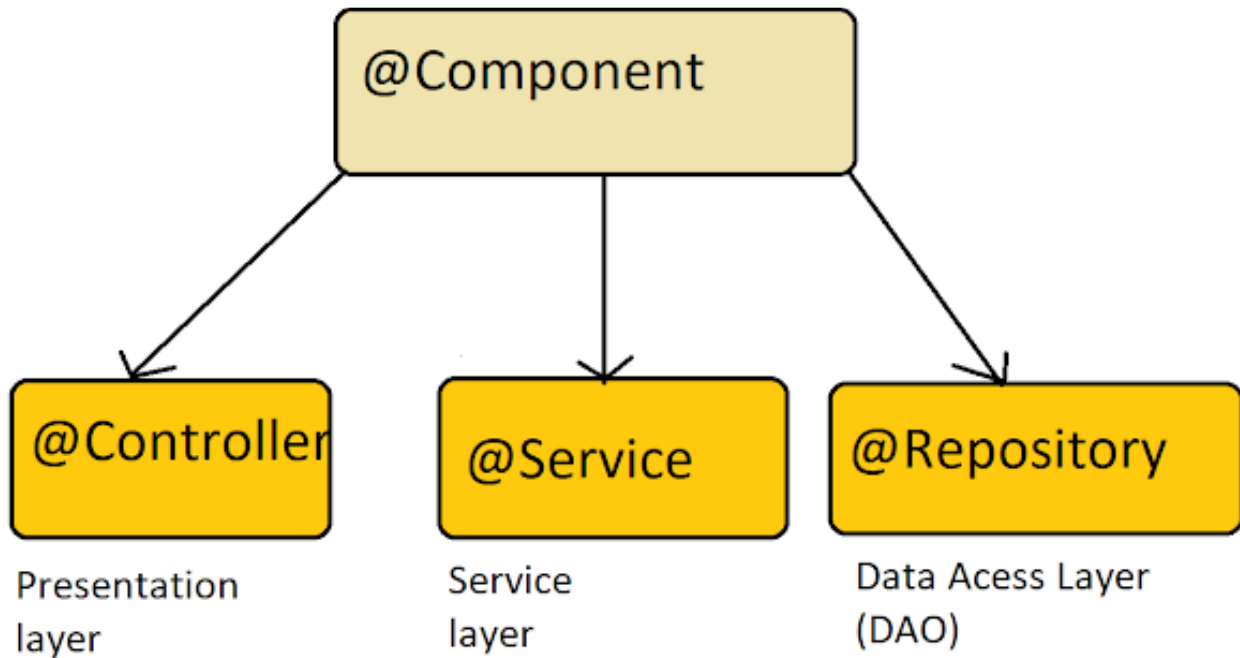 @Component
@Controller
@Service
@Repository
Presentation
layer
Service
layer
Data Acess Layer
(DAO)